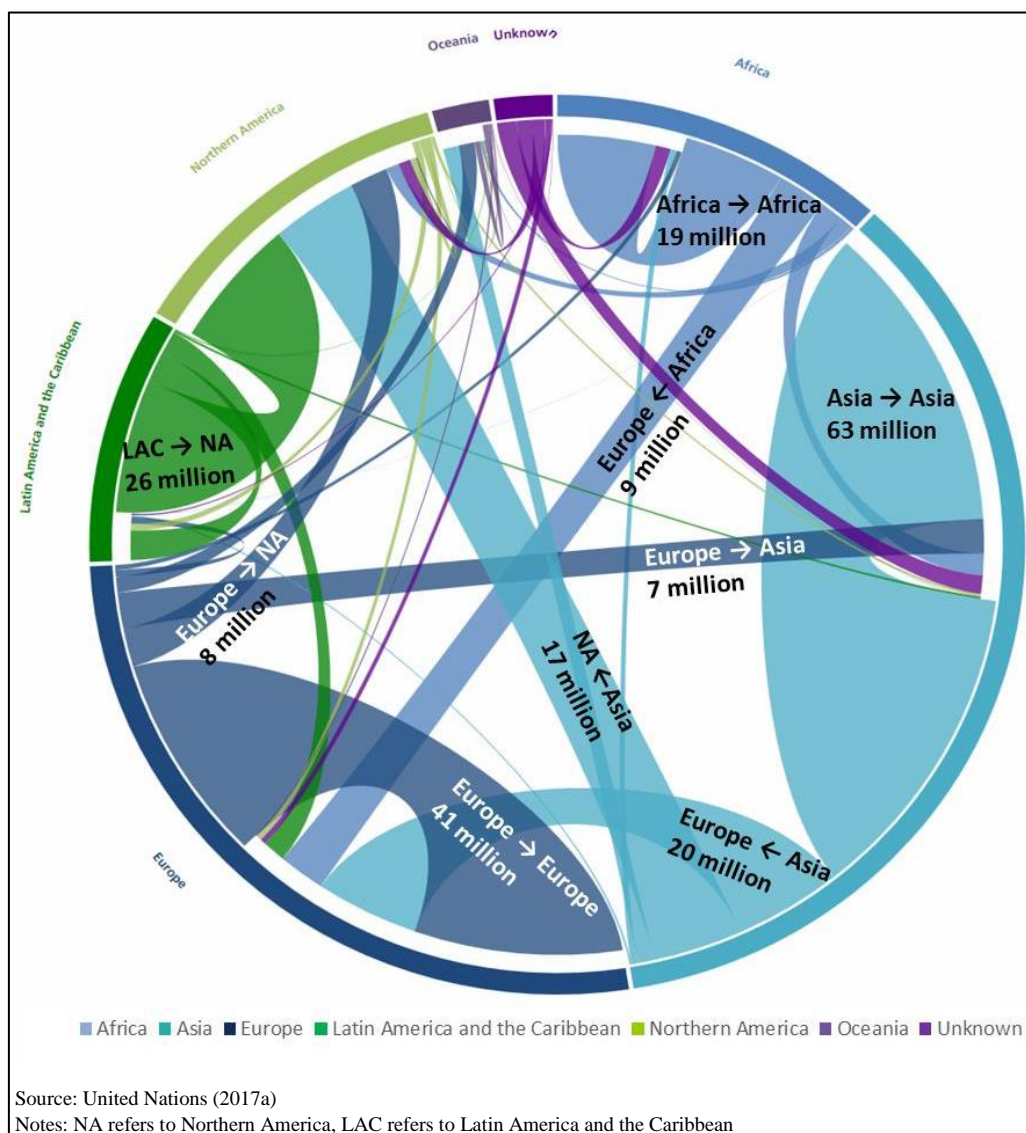 Oceania
Unknown
Africa
Northern America
Africa → Africa
19 million
Europe ← Africa
9 million
Asia → Asia
63 million
Latin America and the Caribbean
LAC → NA
26 million
Europe → NA
8 million
Europe → Asia
7 million
NA ← Asia
17 million
Europe → Europe
41 million
Europe ← Asia
20 million
Europe
Africa Asia Europe Latin America and the Caribbean Northern America Oceania Unknown
Source: United Nations (2017a)
Notes: NA refers to Northern America, LAC refers to Latin America and the Caribbean